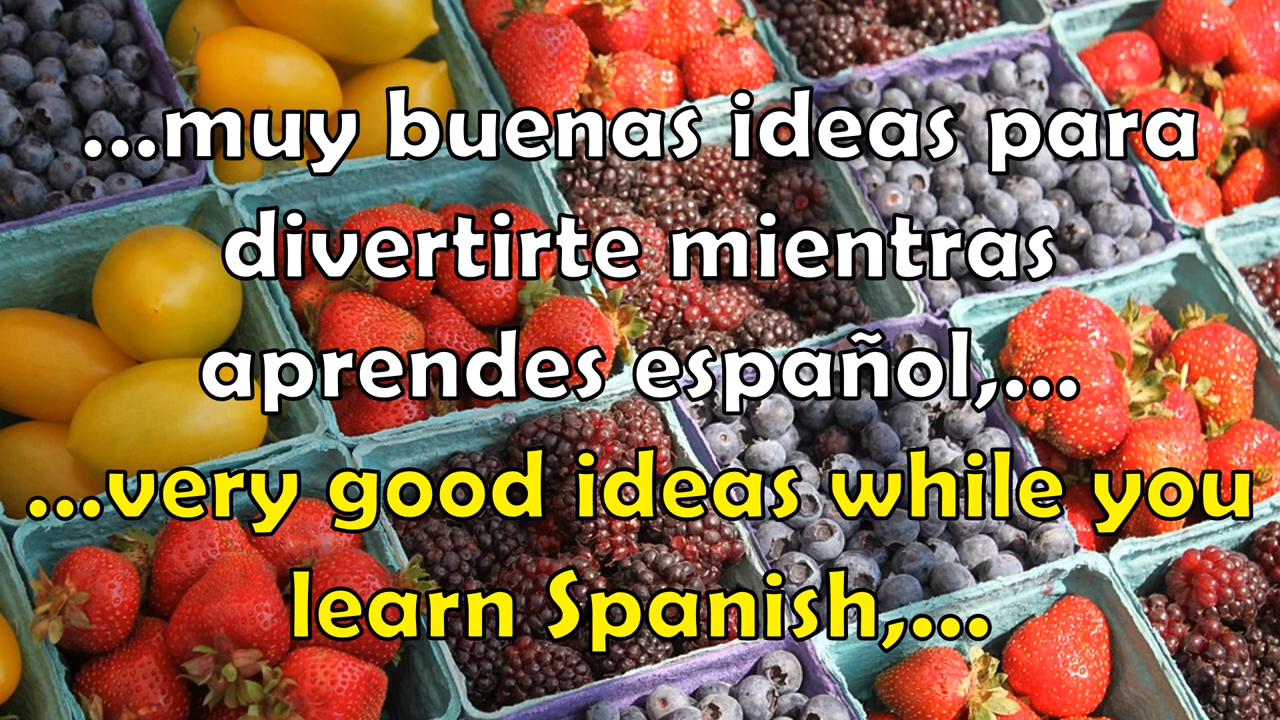 ...muy buenas ideas para
divertirte mientras
aprendes español,...
...very good ideas while you
learn Spanish,...